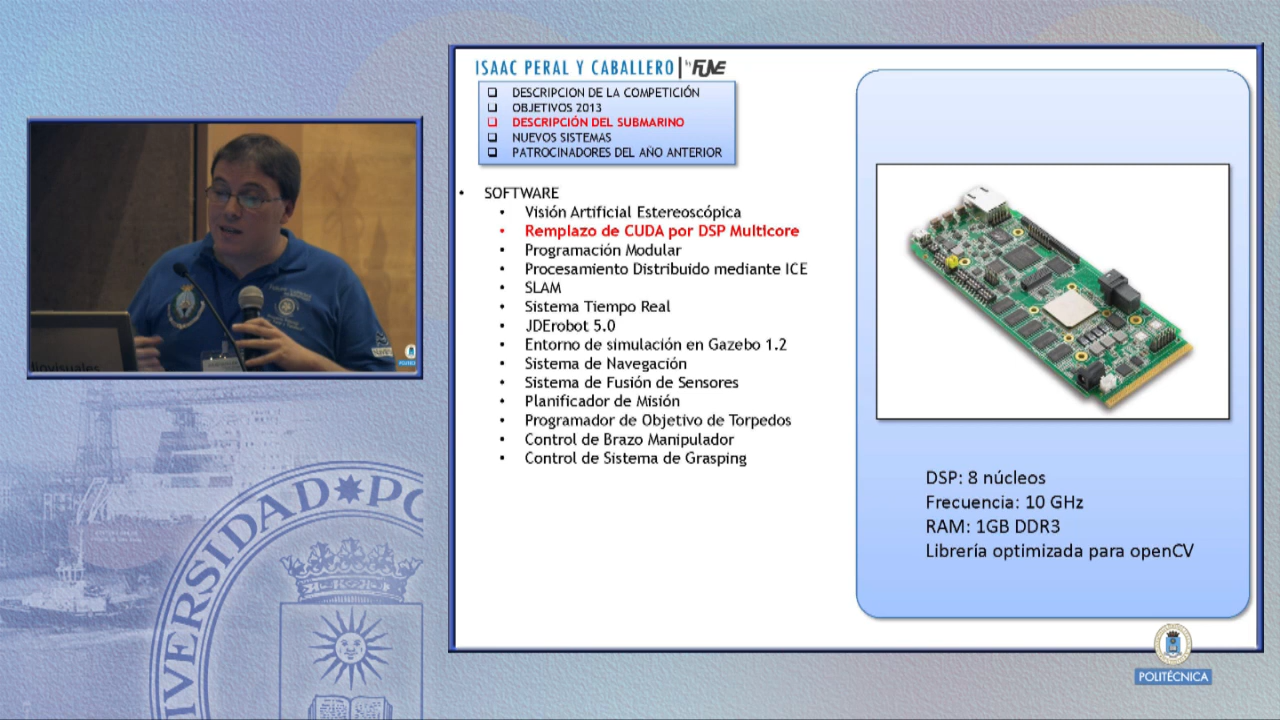 ISAAC PERAL Y CABALLERO by FUNE
DESCRIPCION DE LA COMPETICIÓN
OBJETIVOS 2013
DESCRIPCIÓN DEL SUBMARINO
NUEVOS SISTEMAS
PATROCINADORES DEL AÑO ANTERIOR
• SOFTWARE
• Visión Artificial Estereoscópica
• Remplazo de CUDA por DSP Multicore
• Programación Modular
• Procesamiento Distribuido mediante ICE
• SLAM
• Sistema Tiempo Real
• JDErobot 5.0
• Entorno de simulación en Gazebo 1.2
• Sistema de Navegación
• Sistema de Fusión de Sensores
• Planificador de Misión
• Programador de Objetivo de Torpedos
• Control de Brazo Manipulador
• Control de Sistema de Grasping
DSP: 8 núcleos
Frecuencia: 10 GHz
RAM: 1GB DDR3
Librería optimizada para openCV
POLITÉCNICA
IVERSIDAD PO